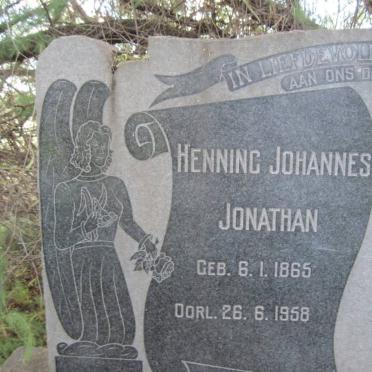 IN LIEFDEVOL
AAN ONS D
HENNING JOHANNES
JONATHAN
GEB. 6. 1. 1865
OORL. 26. 6. 1958